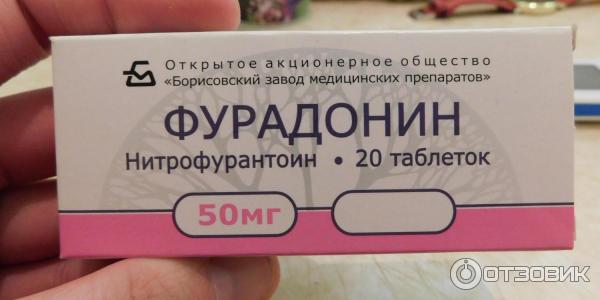 Открытое акционерное общество
«Борисовский завод медицинских препаратов»
ФУРАДОНИН
Нитрофурантоин • 20 таблеток
50мг
ОТЗОВИК